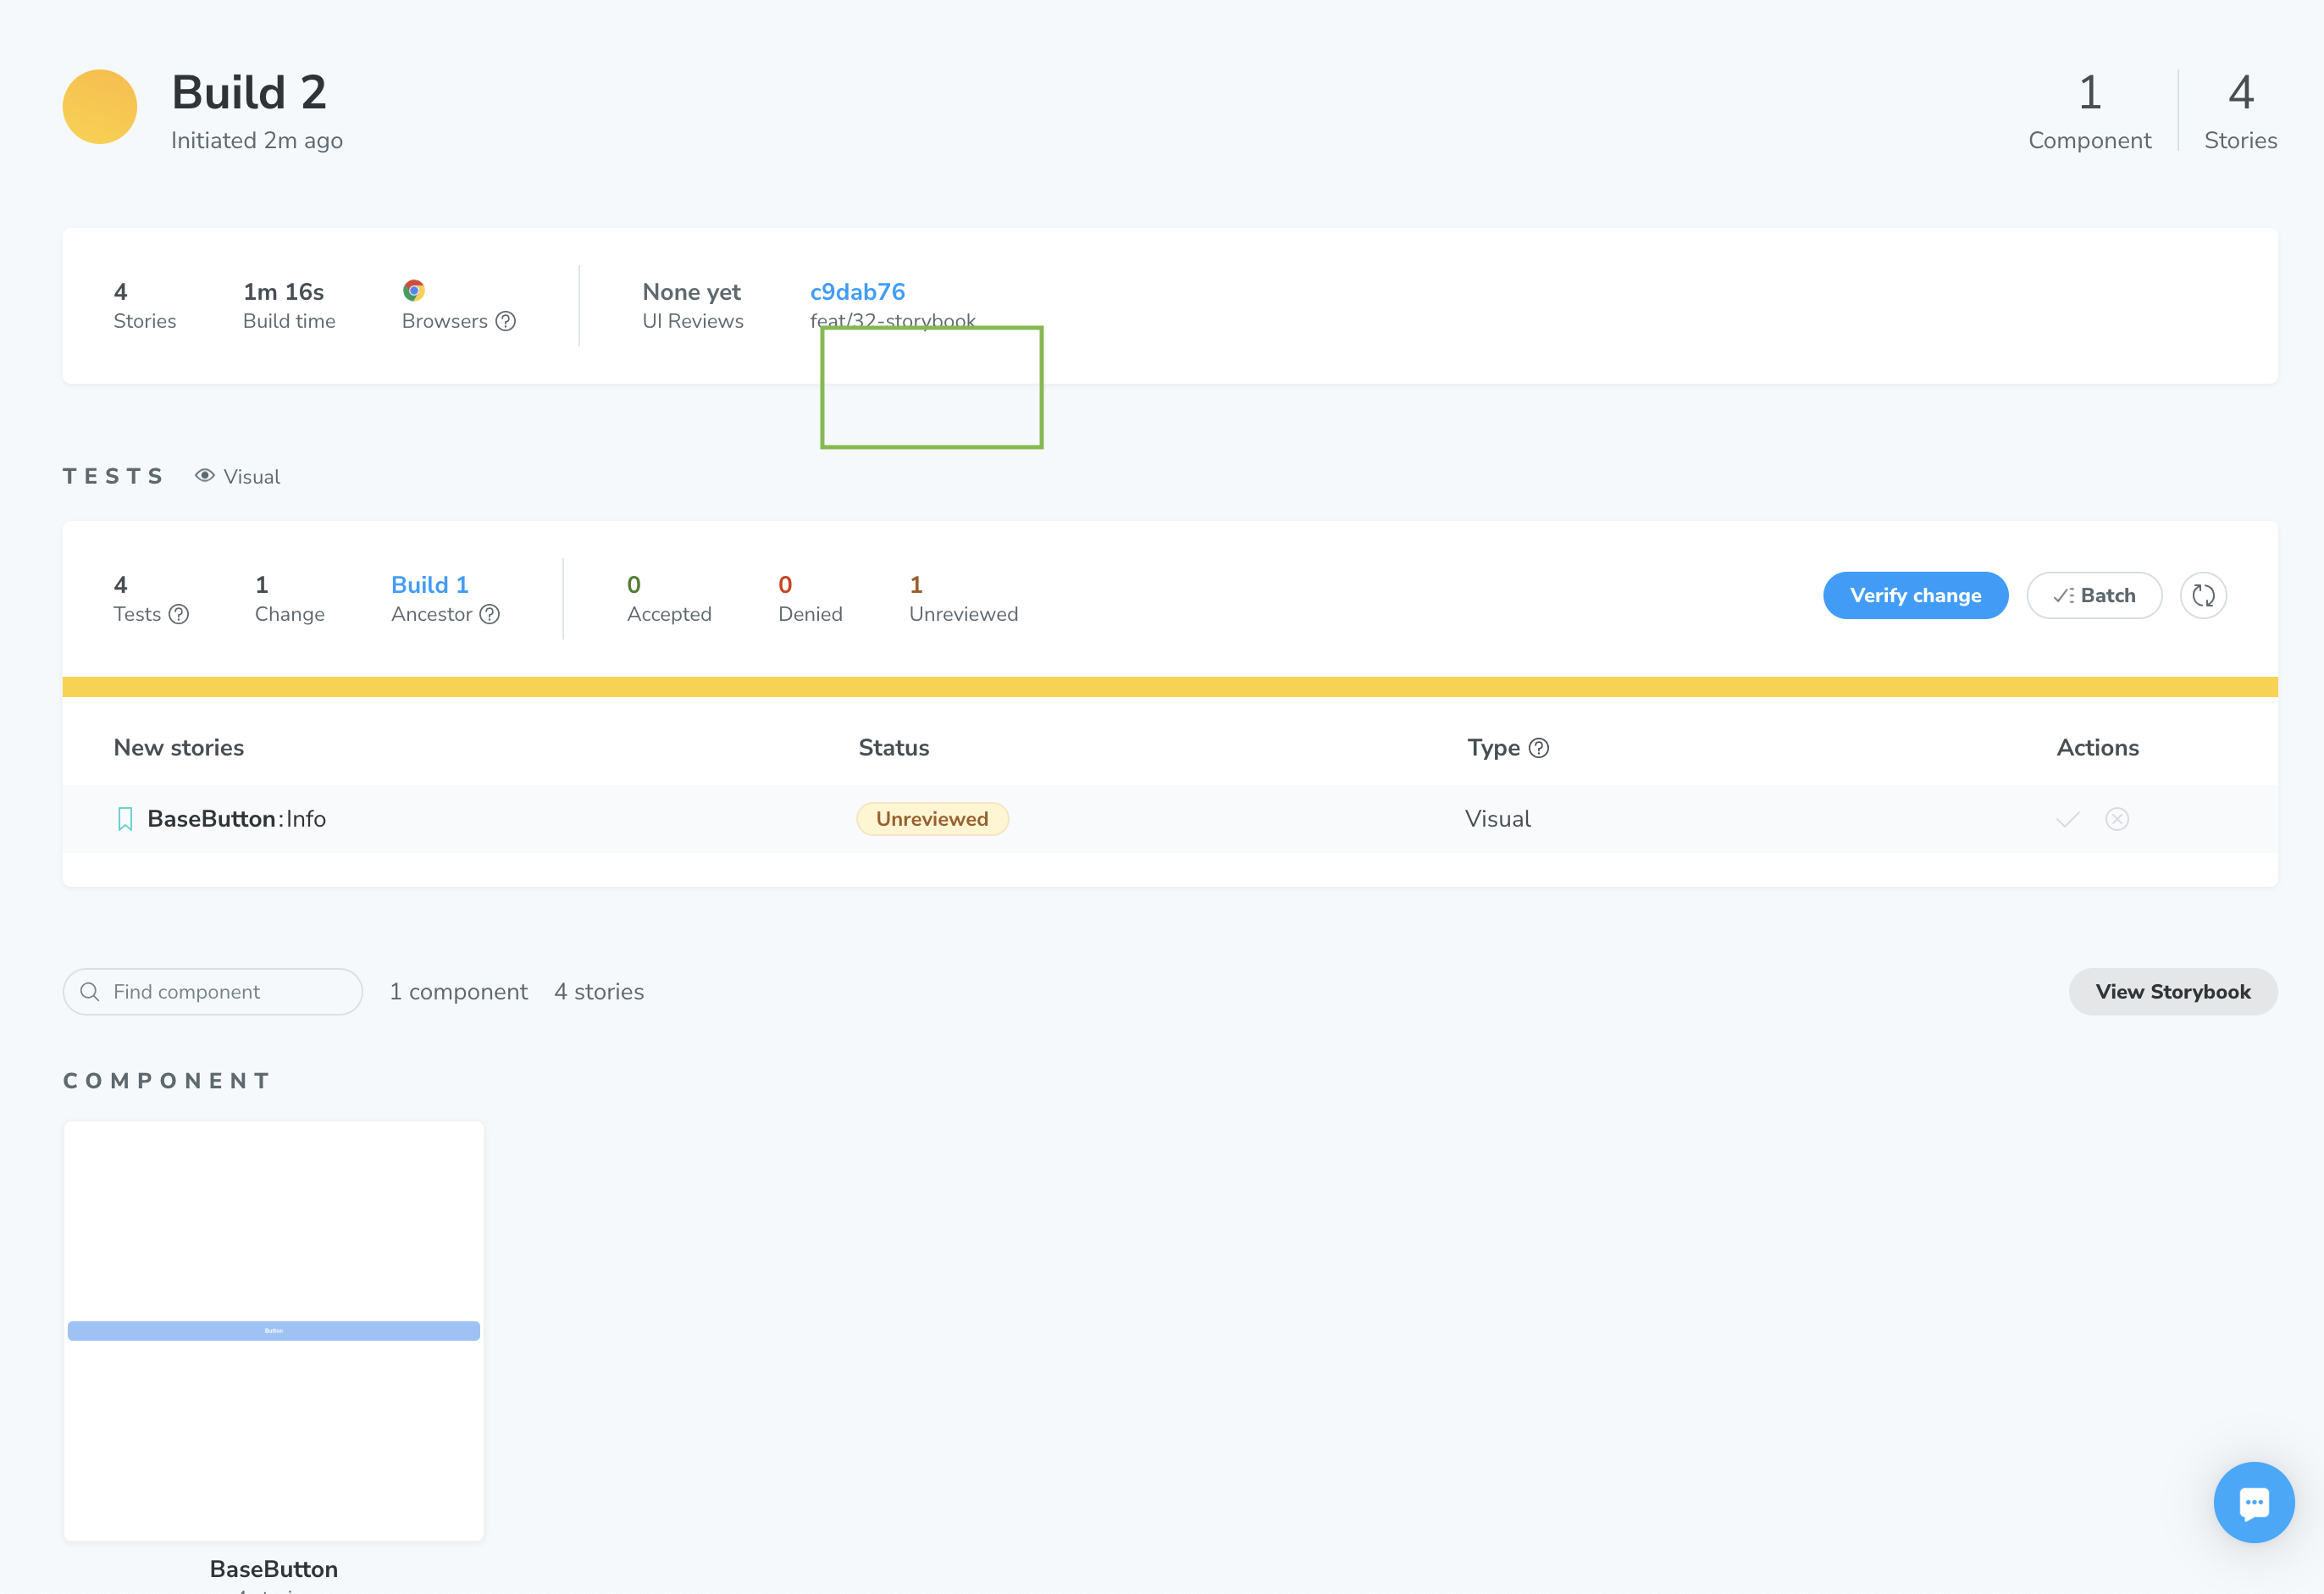 Build 2
Initiated 2m ago
1
Component
4
Stories
4
Stories
1m 16s
Build time
Browsers
None yet
UI Reviews
c9dab76
feat/32-storybook
TESTS Visual
4
Tests
1
Change
Build 1
Ancestor
0
Accepted
0
Denied
1
Unreviewed
Verify change
Batch
New stories Status Type Actions
BaseButton:Info Unreviewed Visual
Find component 1 component 4 stories View Storybook
COMPONENT
Button
BaseButton